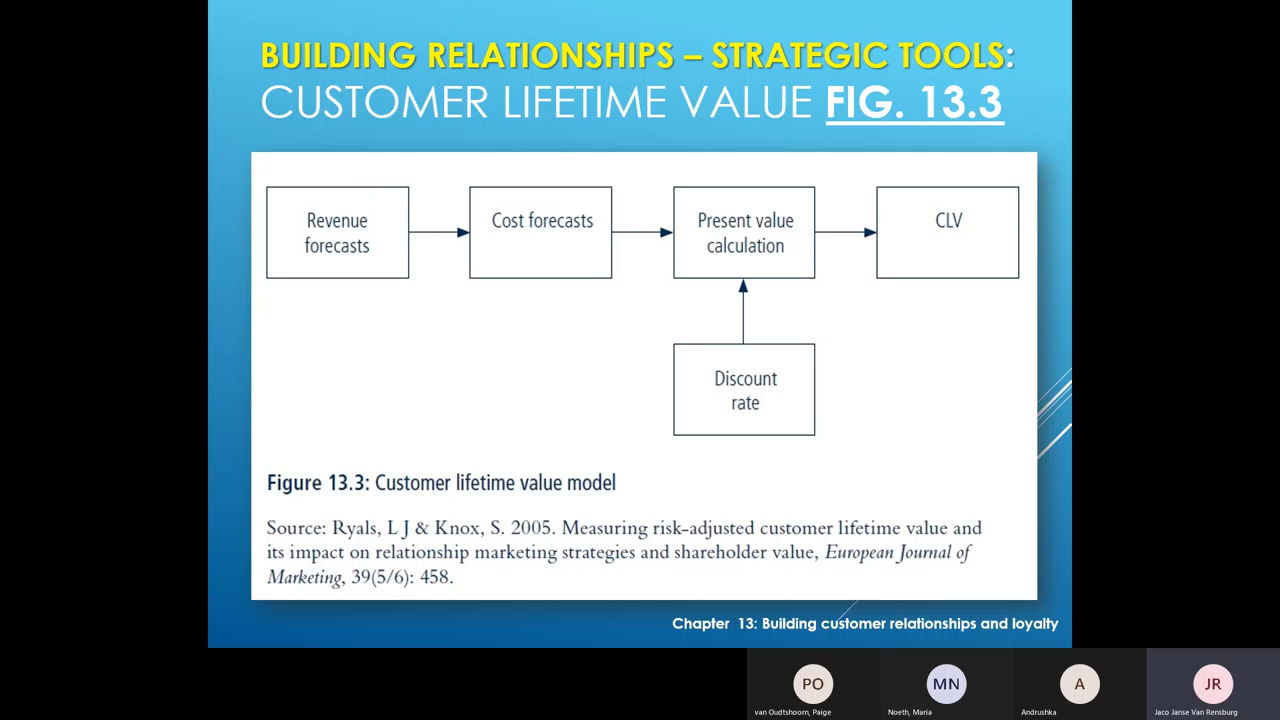 BUILDING RELATIONSHIPS – STRATEGIC TOOLS:
CUSTOMER LIFETIME VALUE FIG. 13.3
Revenue
forecasts
Cost forecasts
Present value
calculation
CLV
Discount
rate
Figure 13.3: Customer lifetime value model
Source: Ryals, L J & Knox, S. 2005. Measuring risk-adjusted customer lifetime value and
its impact on relationship marketing strategies and shareholder value, European Journal of
Marketing, 39(5/6): 458.
Chapter 13: Building customer relationships and loyalty
PO
van Oudtshoorn, Paige
MN
Noeth, Maria
A
Andrushka
JR
Jaco Janse Van Rensburg